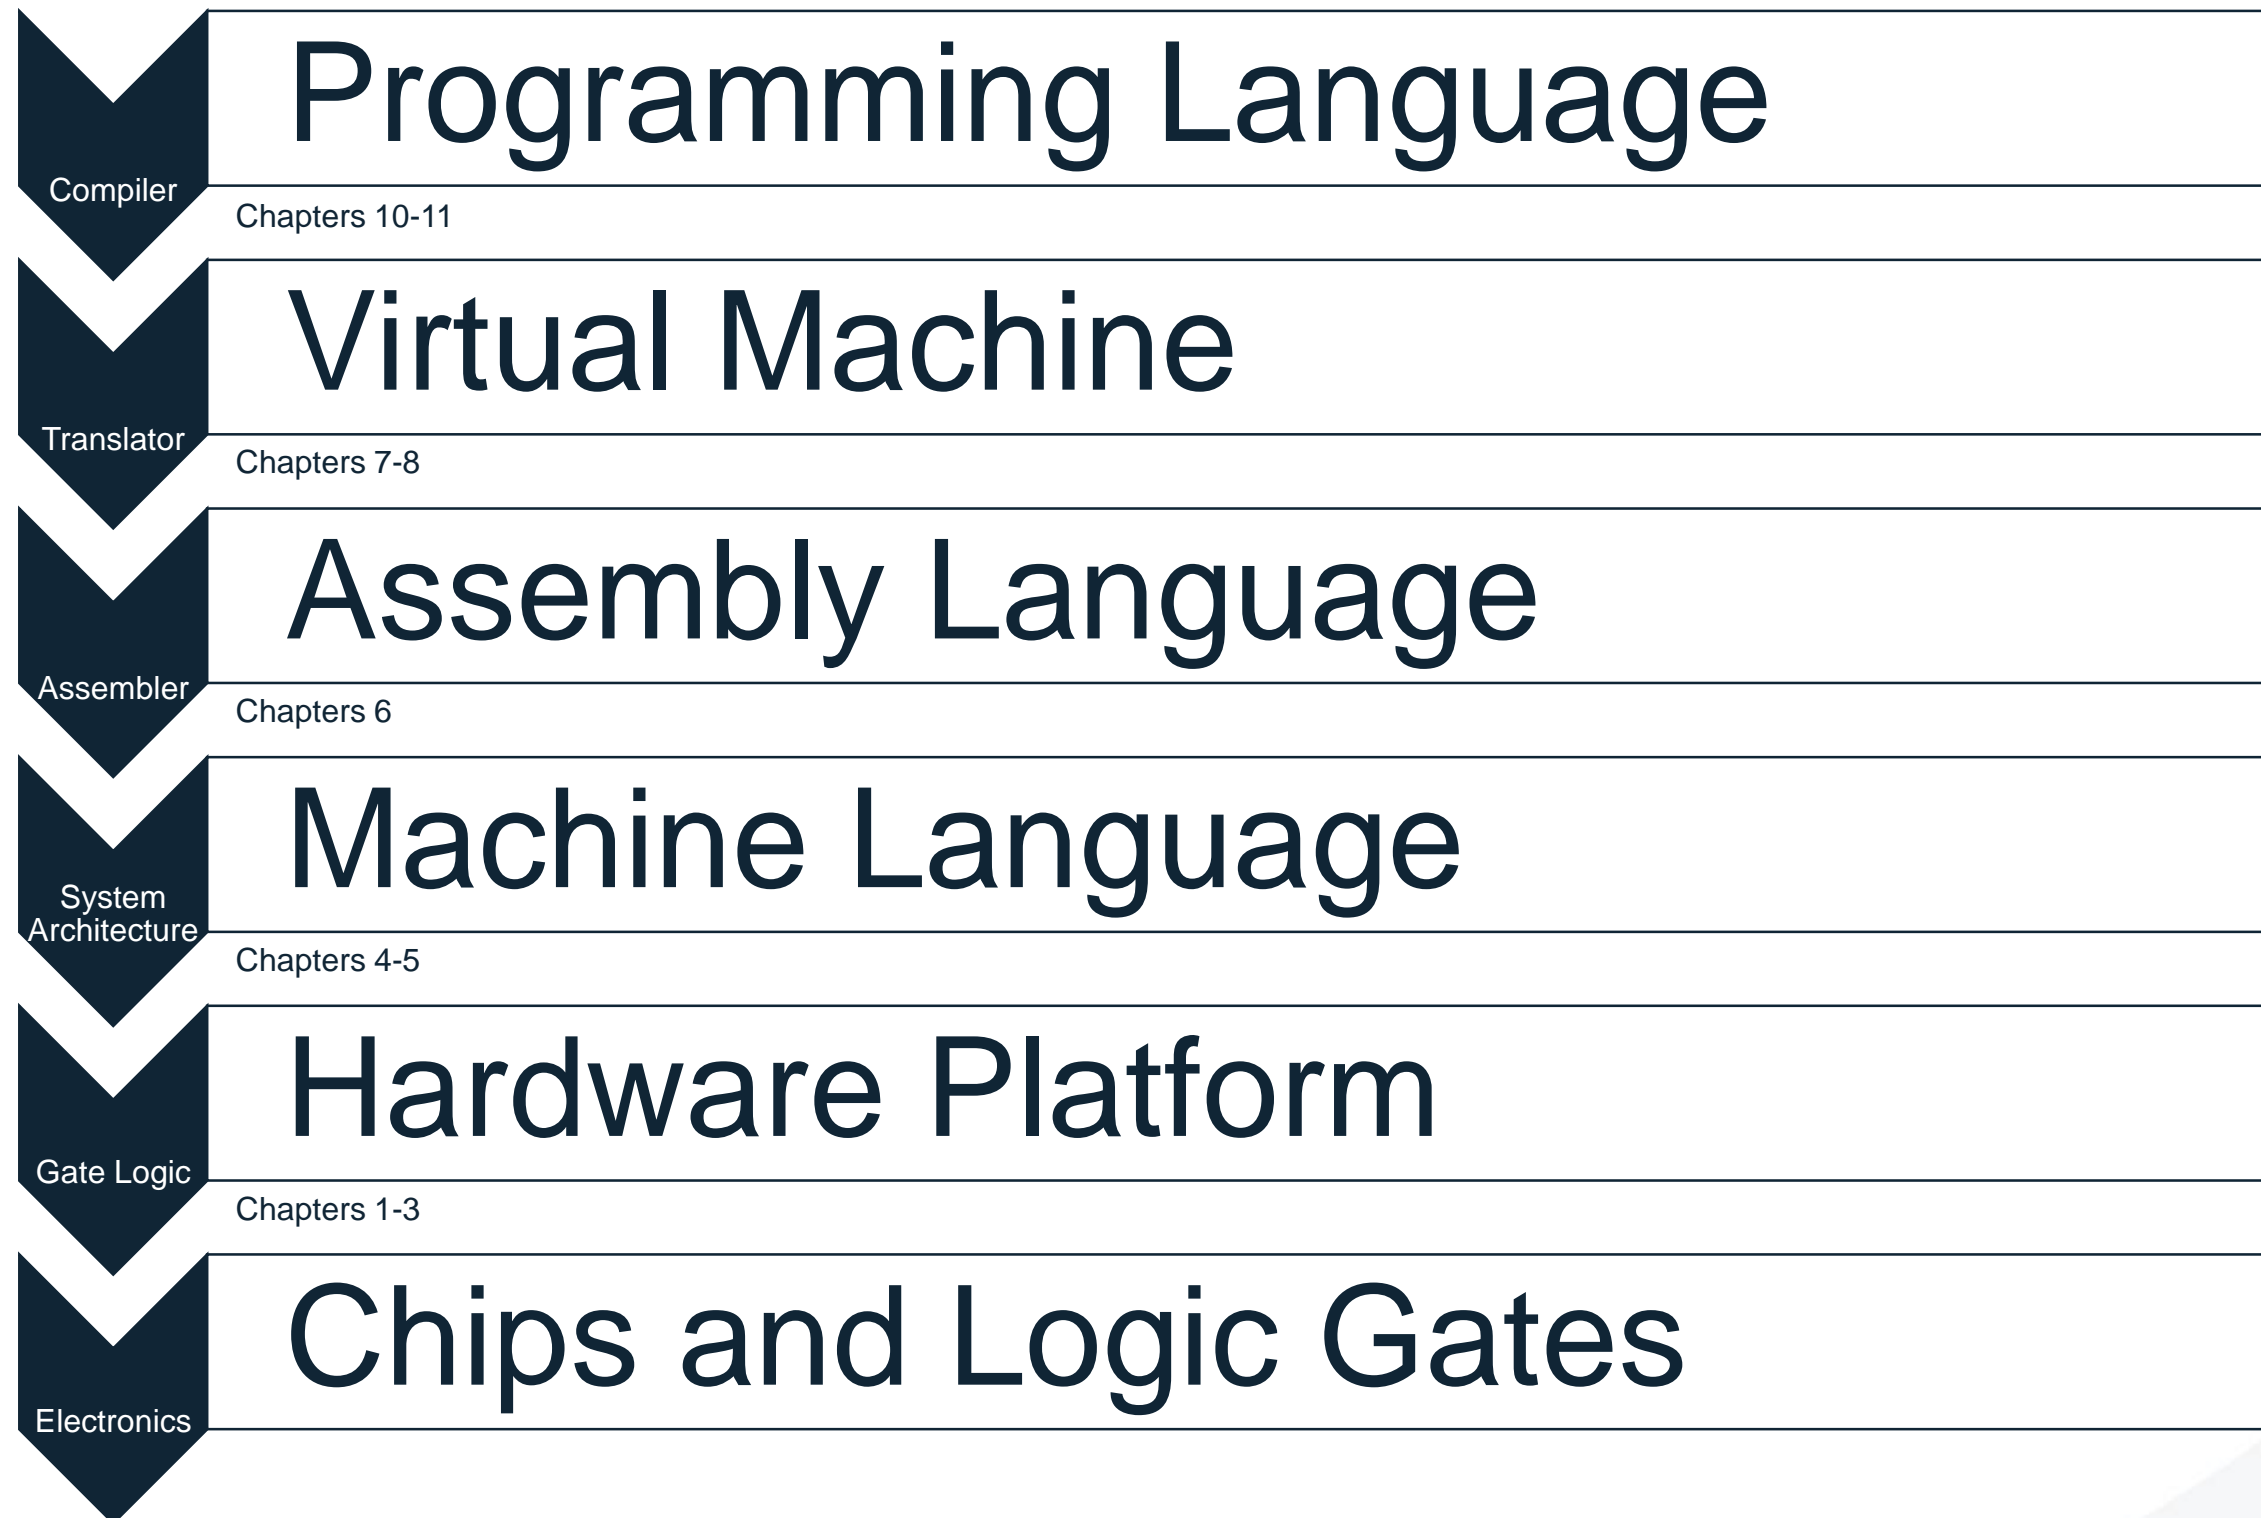 Programming Language
Compiler
Chapters 10-11
Virtual Machine
Translator
Chapters 7-8
Assembly Language
Assembler
Chapters 6
Machine Language
System
Architecture
Chapters 4-5
Hardware Platform
Gate Logic
Chapters 1-3
Chips and Logic Gates
Electronics